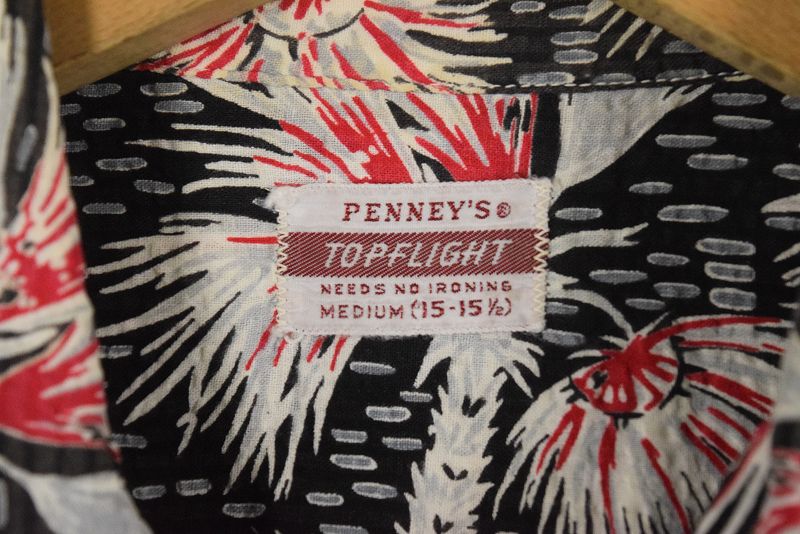 PENNEY'S®
TOPFLIGHT
NEEDS NO IRONING
MEDIUM (15-15½)